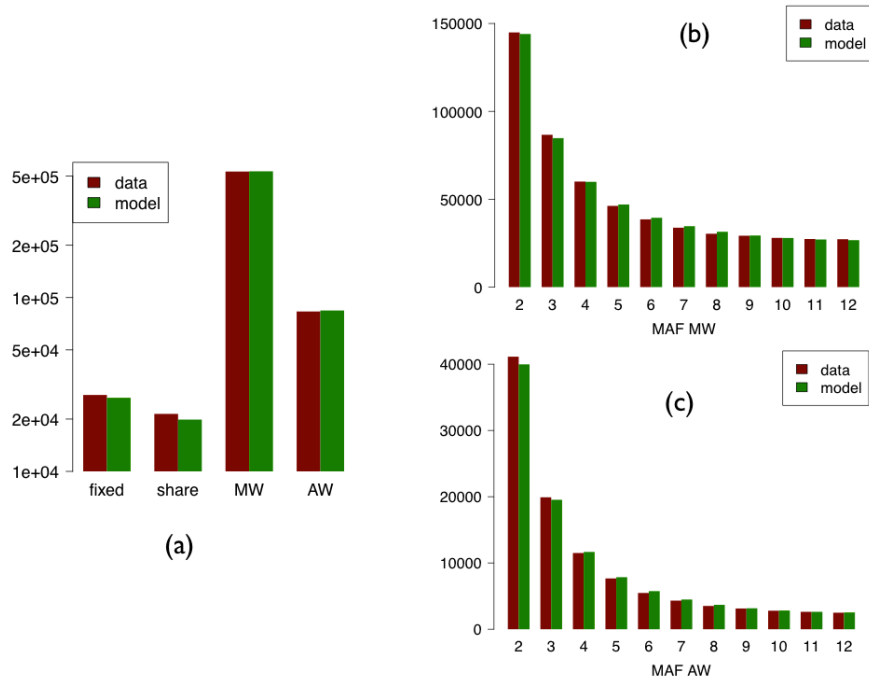 data
model
5e+05
2e+05
1e+05
5e+04
2e+04
1e+04
fixed share MW AW
(a)
(b)
data
model
150000
100000
50000
0
2 3 4 5 6 7 8 9 10 11 12
MAF MW
(c)
data
model
40000
30000
20000
10000
0
2 3 4 5 6 7 8 9 10 11 12
MAF AW